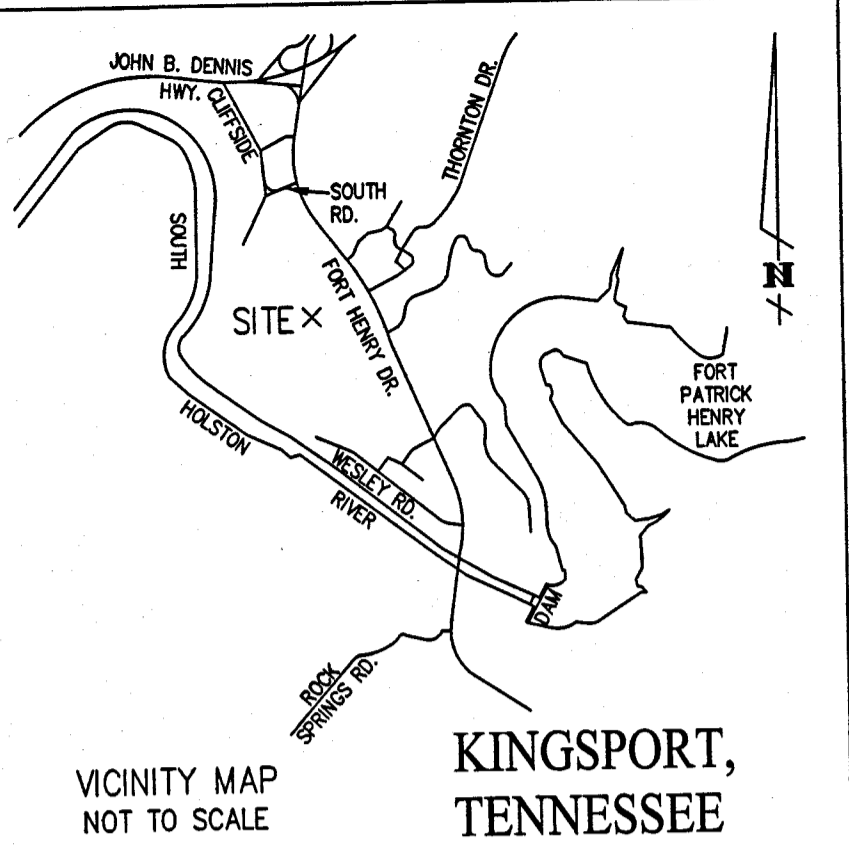 JOHN B. DENNIS
HWY.
CLIFFSIDE
THORNTON DR.
SOUTH
RD.
SOUTH
N
SITE ×
FORT HENRY DR.
FORT
PATRICK
HENRY
LAKE
HOLSTON
WESLEY RD.
RIVER
DAM
ROCK
SPRINGS RD.
VICINITY MAP
NOT TO SCALE
KINGSPORT,
TENNESSEE